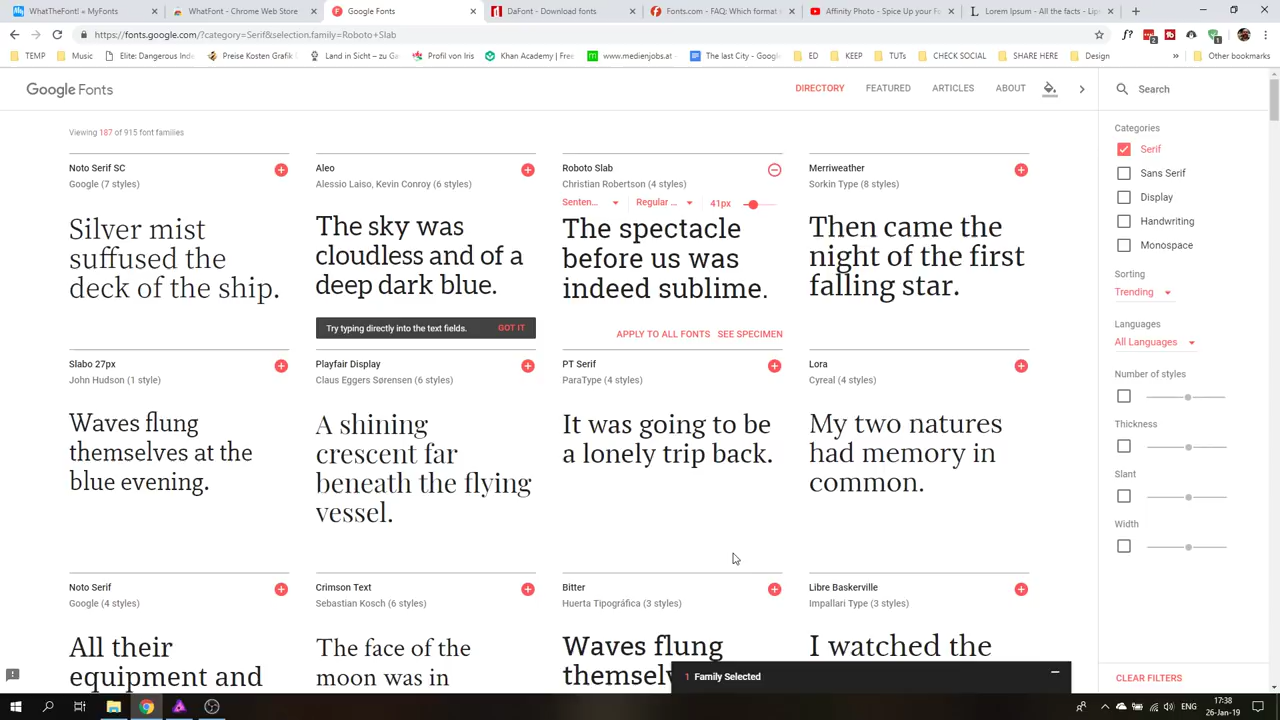 WhatTheFont! « MyFonts
WhatFont - Chrome Web Store
Google Fonts
DaFont - Download fonts
Fonts.com - FAQ: Which format
Affinity Photo - Spice Up your Fo
Lorem Ipsum - All the facts - Lip
https://fonts.google.com/?category=Serif&selection.family=Roboto+Slab
TEMP
Elite: Dangerous Inde
Preise Kosten Grafik
Land in Sicht – zu Ga
Profil von Iris
Khan Academy | Free
www.medienjobs.at
The last City - Google
ED
KEEP
TUTs
CHECK SOCIAL
SHARE HERE
Design
Other bookmarks
Google Fonts
DIRECTORY
FEATURED
ARTICLES
ABOUT
Search
Viewing 187 of 915 font families
Categories
Serif
Sans Serif
Display
Handwriting
Monospace
Sorting
Trending
Languages
All Languages
Number of styles
Thickness
Slant
Width
CLEAR FILTERS
Noto Serif SC
Google (7 styles)
Silver mist
suffused the
deck of the ship.
Aleo
Alessio Laiso, Kevin Conroy (6 styles)
The sky was
cloudless and of a
deep dark blue.
Try typing directly into the text fields.
GOT IT
Roboto Slab
Christian Robertson (4 styles)
Senten...
Regular ...
41px
The spectacle
before us was
indeed sublime.
APPLY TO ALL FONTS
SEE SPECIMEN
Merriweather
Sorkin Type (8 styles)
Then came the
night of the first
falling star.
Slabo 27px
John Hudson (1 style)
Waves flung
themselves at the
blue evening.
Playfair Display
Claus Eggers Sørensen (6 styles)
A shining
crescent far
beneath the flying
vessel.
PT Serif
ParaType (4 styles)
It was going to be
a lonely trip back.
Lora
Cyreal (4 styles)
My two natures
had memory in
common.
Noto Serif
Google (4 styles)
All their
equipment and
Crimson Text
Sebastian Kosch (6 styles)
The face of the
moon was in
Bitter
Huerta Tipográfica (3 styles)
Waves flung
themselv
Libre Baskerville
Impallari Type (3 styles)
I watched the
1 Family Selected
ENG
17:38
26-Jan-19